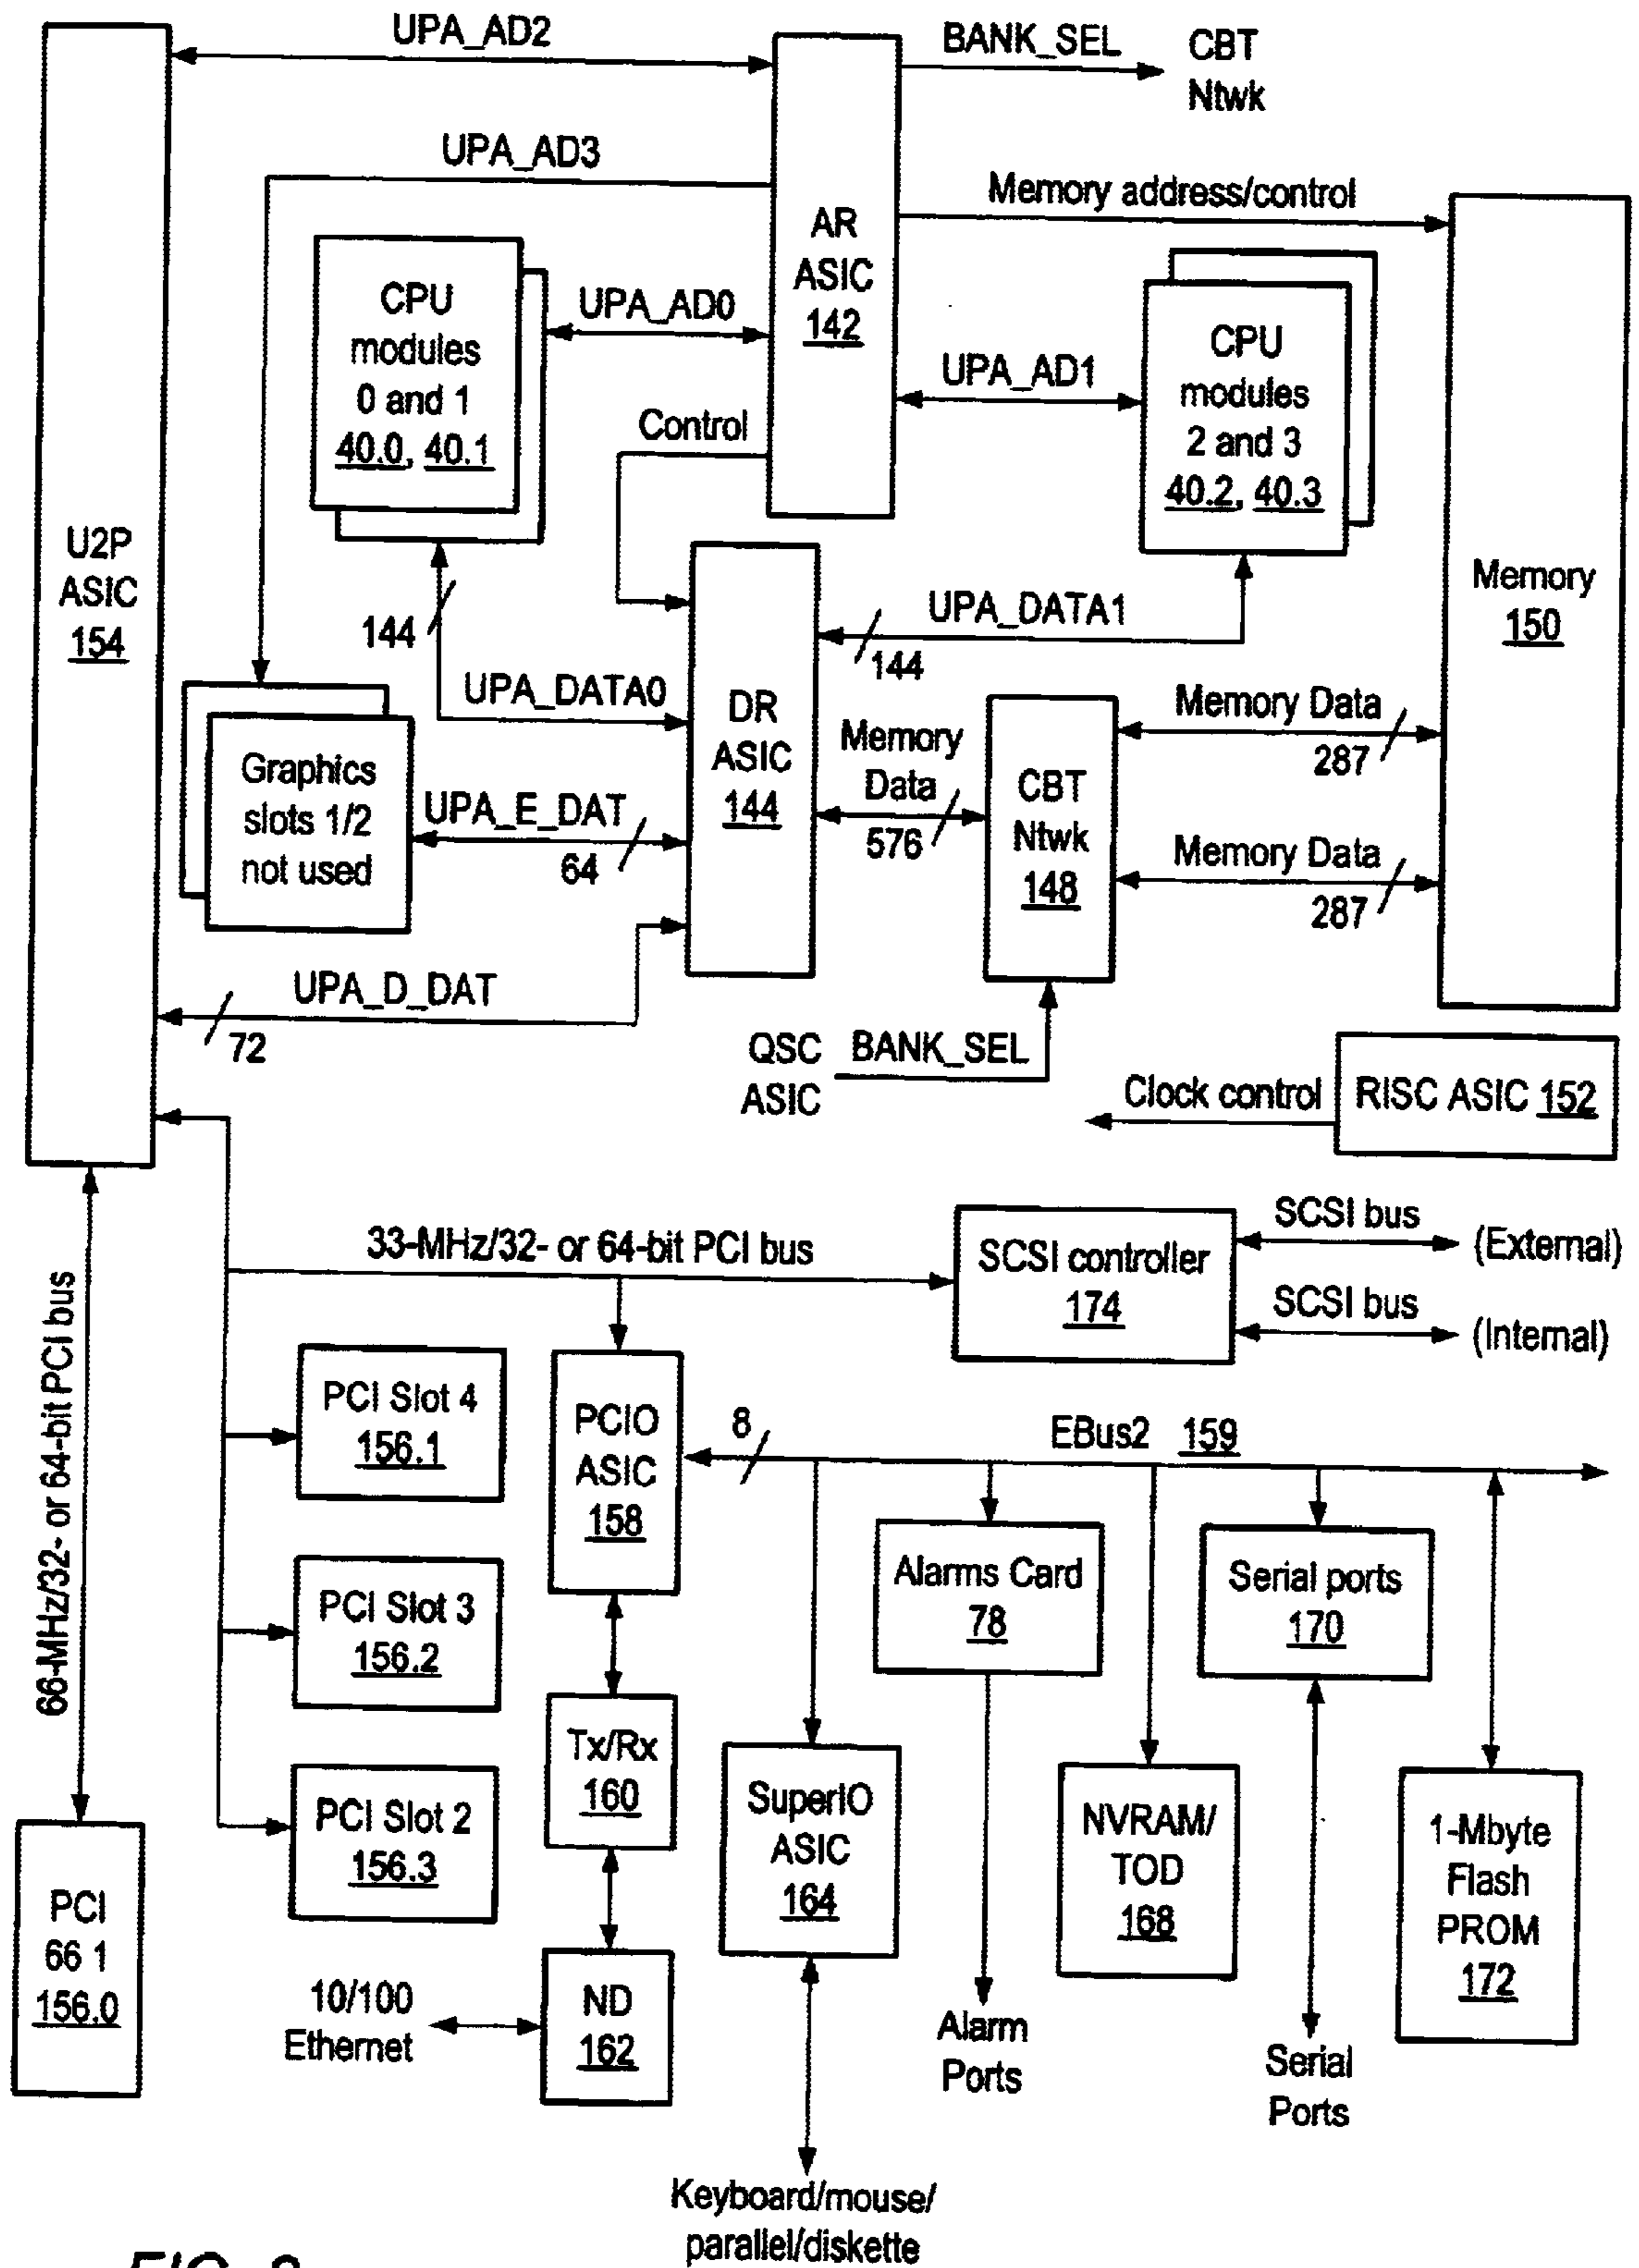 UPA_AD2
BANK_SEL
CBT
Ntwk
UPA_AD3
Memory address/control
AR
ASIC
142
CPU
modules
0 and 1
40.0, 40.1
UPA_AD0
CPU
modules
2 and 3
40.2, 40.3
UPA_AD1
Control
U2P
ASIC
154
Memory
150
144
UPA_DATA1
144
UPA_DATA0
DR
ASIC
144
Memory
Data
576
CBT
Ntwk
148
Memory Data
287
Memory Data
287
Graphics
slots 1/2
not used
UPA_E_DAT
64
UPA_D_DAT
72
QSC
ASIC
BANK_SEL
Clock control
RISC ASIC 152
33-MHz/32- or 64-bit PCI bus
SCSI controller
174
SCSI bus
(External)
SCSI bus
(Internal)
66-MHz/32- or 64-bit PCI bus
PCI Slot 4
156.1
PCIO
ASIC
158
8
EBus2 159
PCI Slot 3
156.2
Alarms Card
78
Serial ports
170
Tx/Rx
160
PCI Slot 2
156.3
SuperIO
ASIC
164
NVRAM/
TOD
168
1-Mbyte
Flash
PROM
172
PCI
66 1
156.0
10/100
Ethernet
ND
162
Alarm
Ports
Serial
Ports
Keyboard/mouse/
parallel/diskette